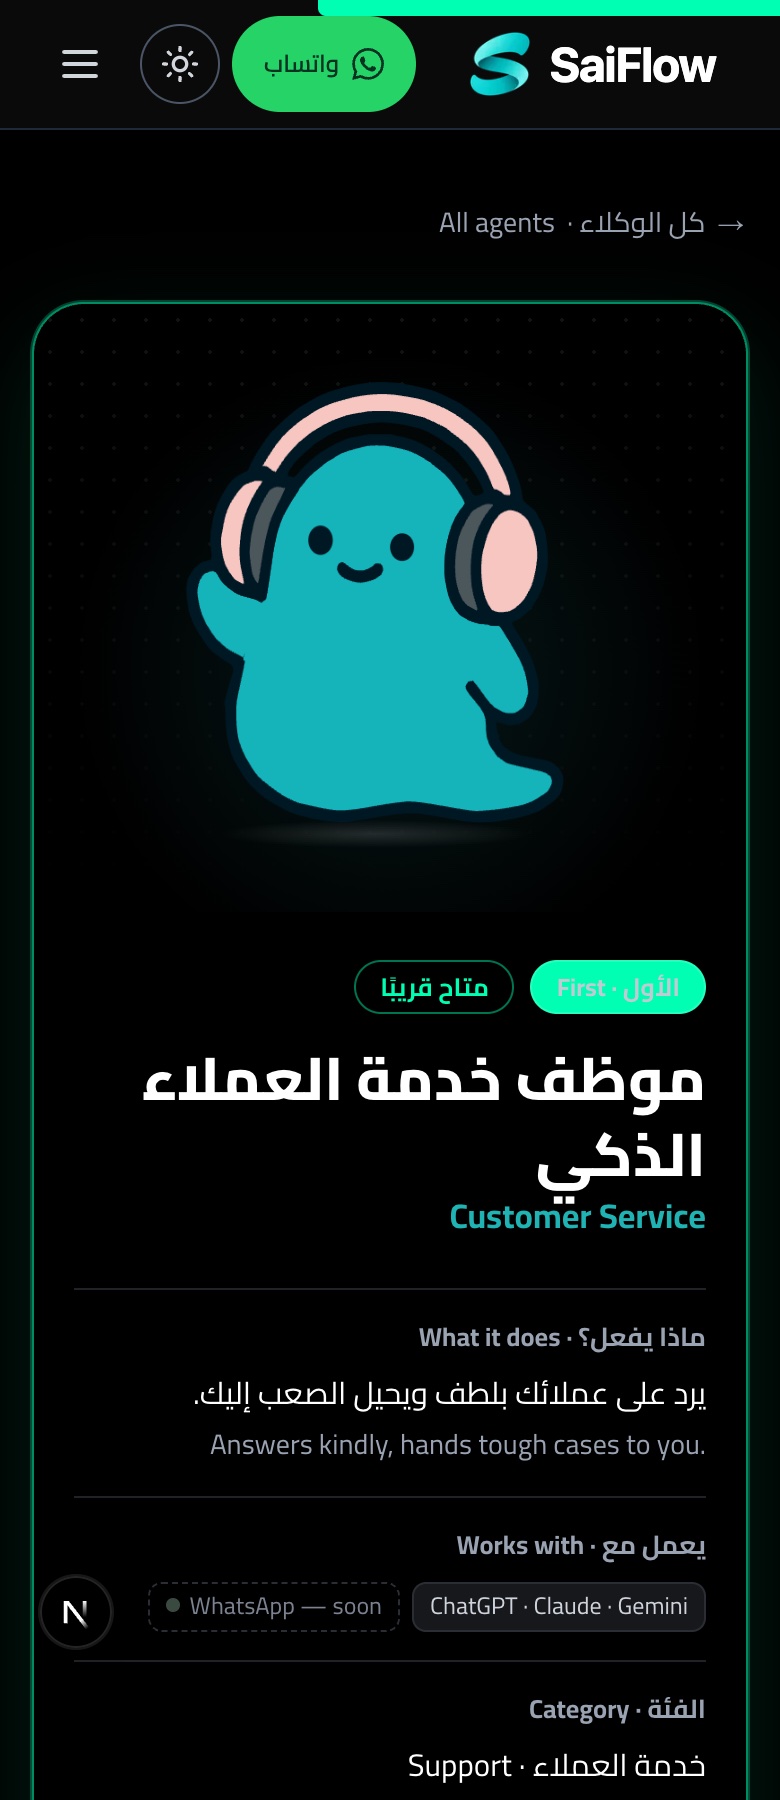 SaiFlow
واتساب
→ كل الوكلاء · All agents
الأول · First
متاح قريبًا
موظف خدمة العملاء
الذكي
Customer Service
ماذا يفعل؟ · What it does
يرد على عملائك بلطف ويحيل الصعب إليك.
Answers kindly, hands tough cases to you.
يعمل مع · Works with
ChatGPT · Claude · Gemini
WhatsApp — soon
N
الفئة · Category
خدمة العملاء · Support